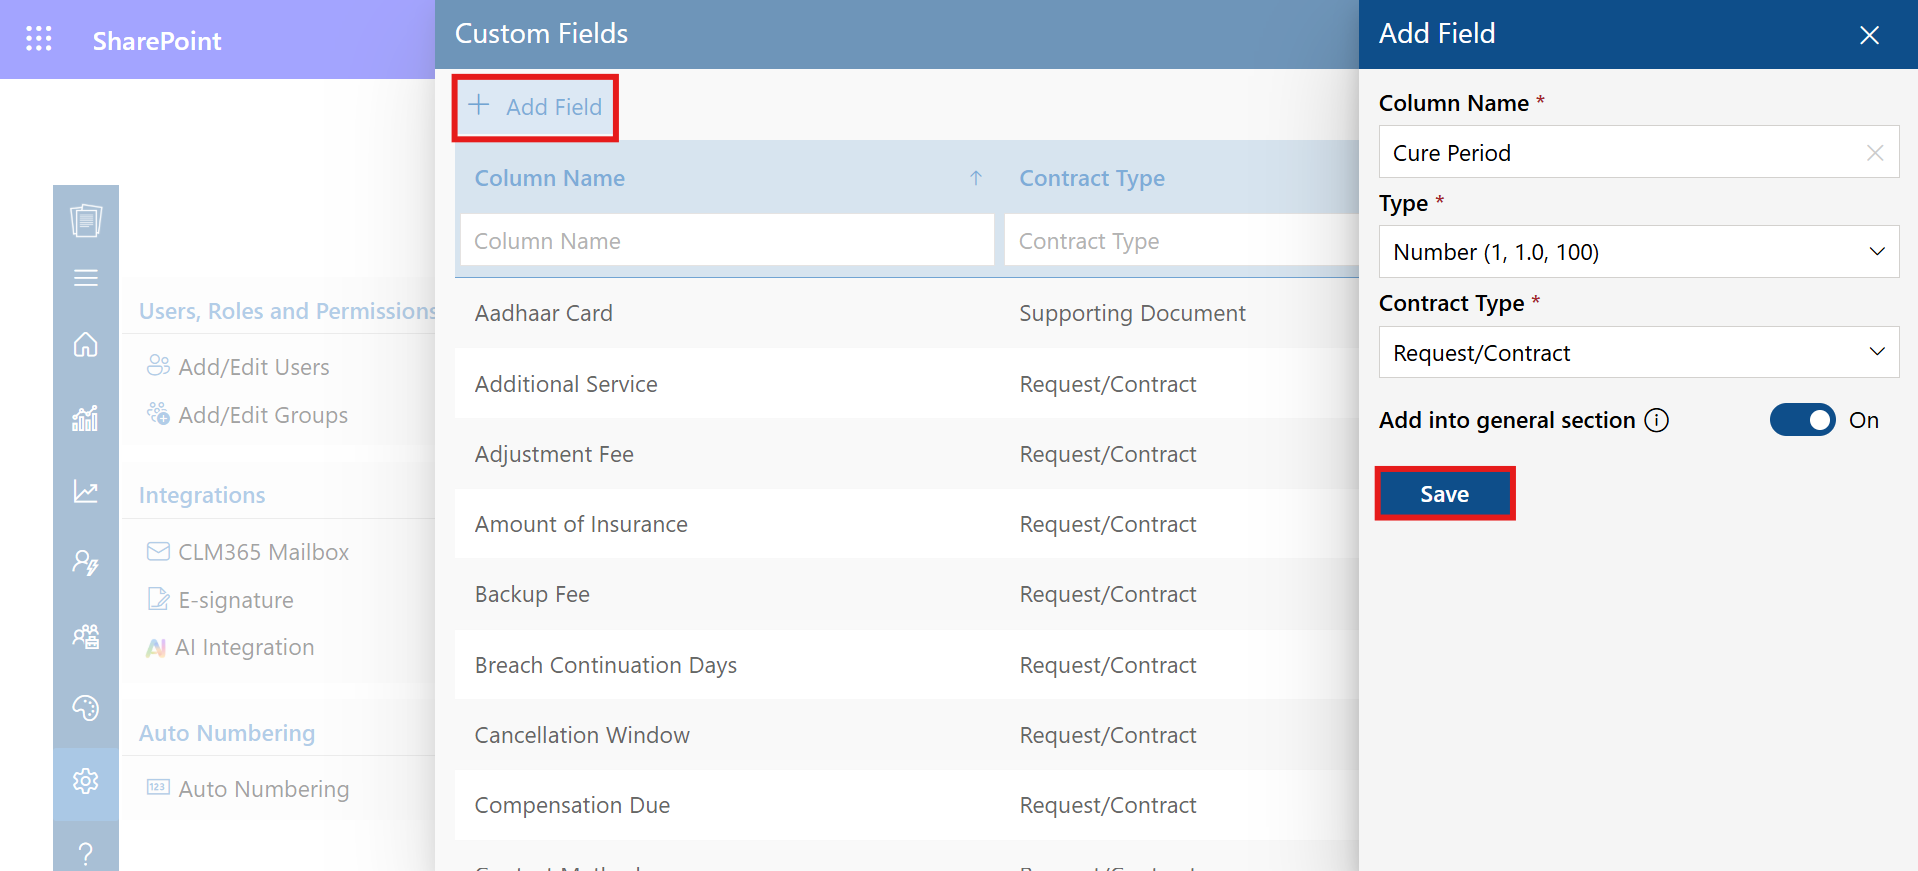 SharePoint
Users, Roles and Permissions
Add/Edit Users
Add/Edit Groups
Integrations
CLM365 Mailbox
E-signature
AI Integration
Auto Numbering
123 Auto Numbering
?
Custom Fields
+ Add Field
Column Name ↑ Contract Type
Column Name Contract Type
Aadhaar Card Supporting Document
Additional Service Request/Contract
Adjustment Fee Request/Contract
Amount of Insurance Request/Contract
Backup Fee Request/Contract
Breach Continuation Days Request/Contract
Cancellation Window Request/Contract
Compensation Due Request/Contract
Add Field
Column Name *
Cure Period
Type *
Number (1, 1.0, 100)
Contract Type *
Request/Contract
Add into general section On
Save